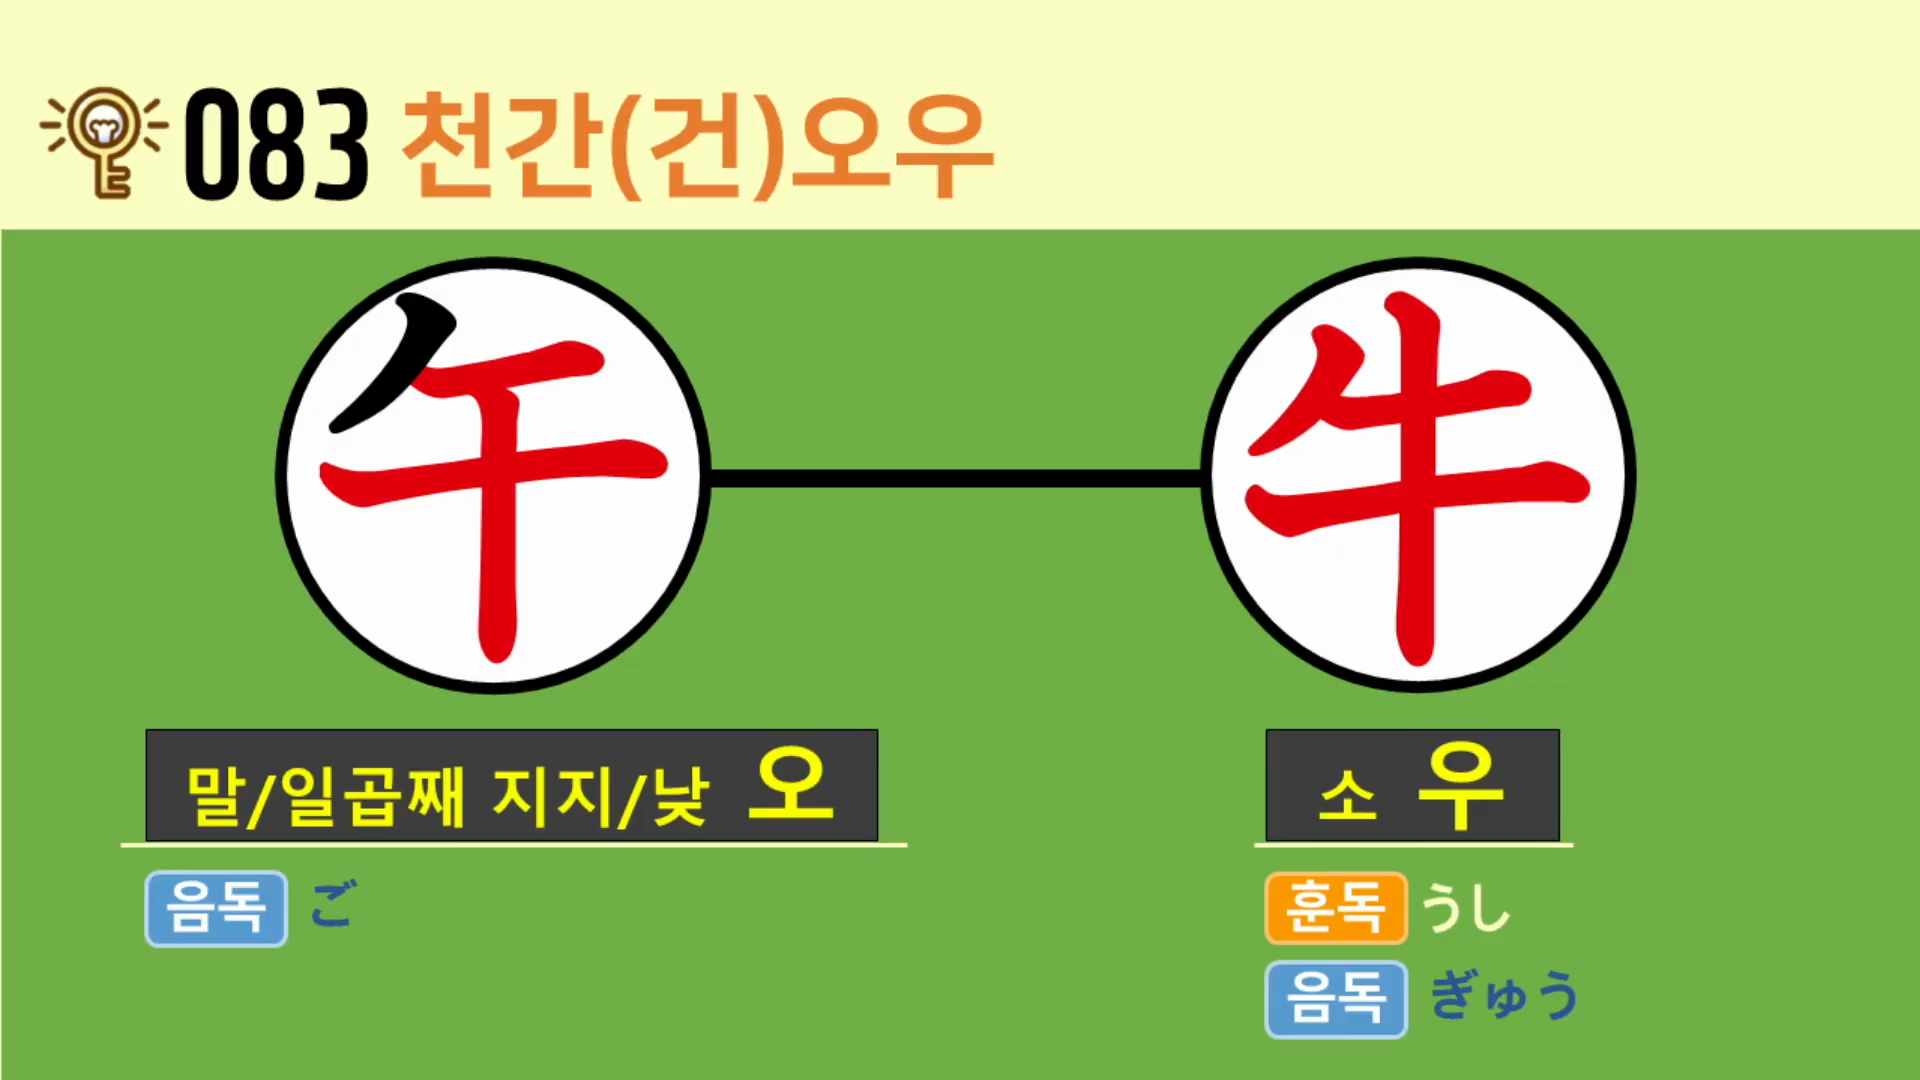 083 천간(건)오우
午 牛
말/일곱째 지지/낮 오
음독 ご
소 우
훈독 うし
음독 ぎゅう